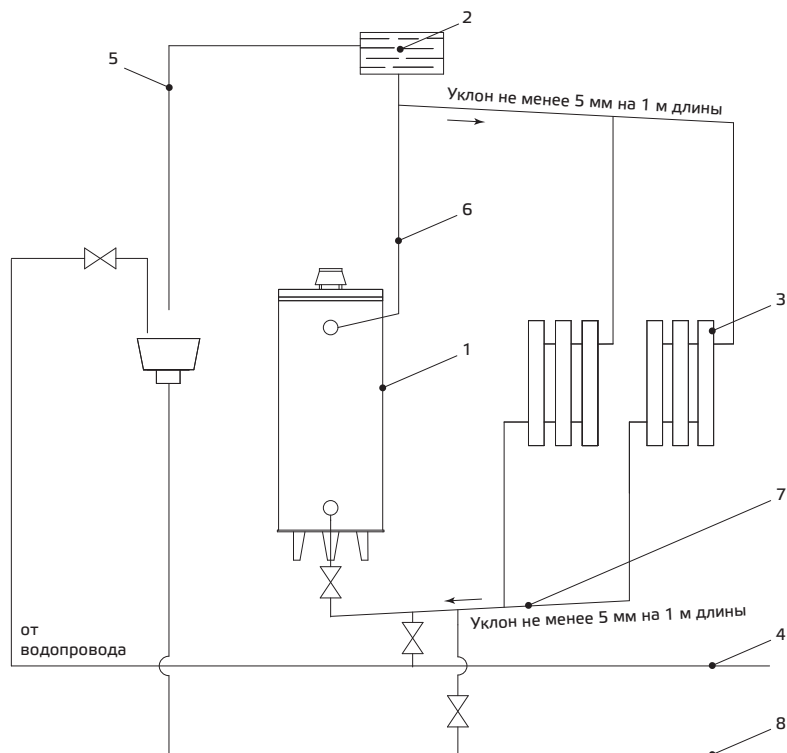 2
5
Уклон не менее 5 мм на 1 м длины
6
3
1
7
Уклон не менее 5 мм на 1 м длины
от
водопровода
4
8